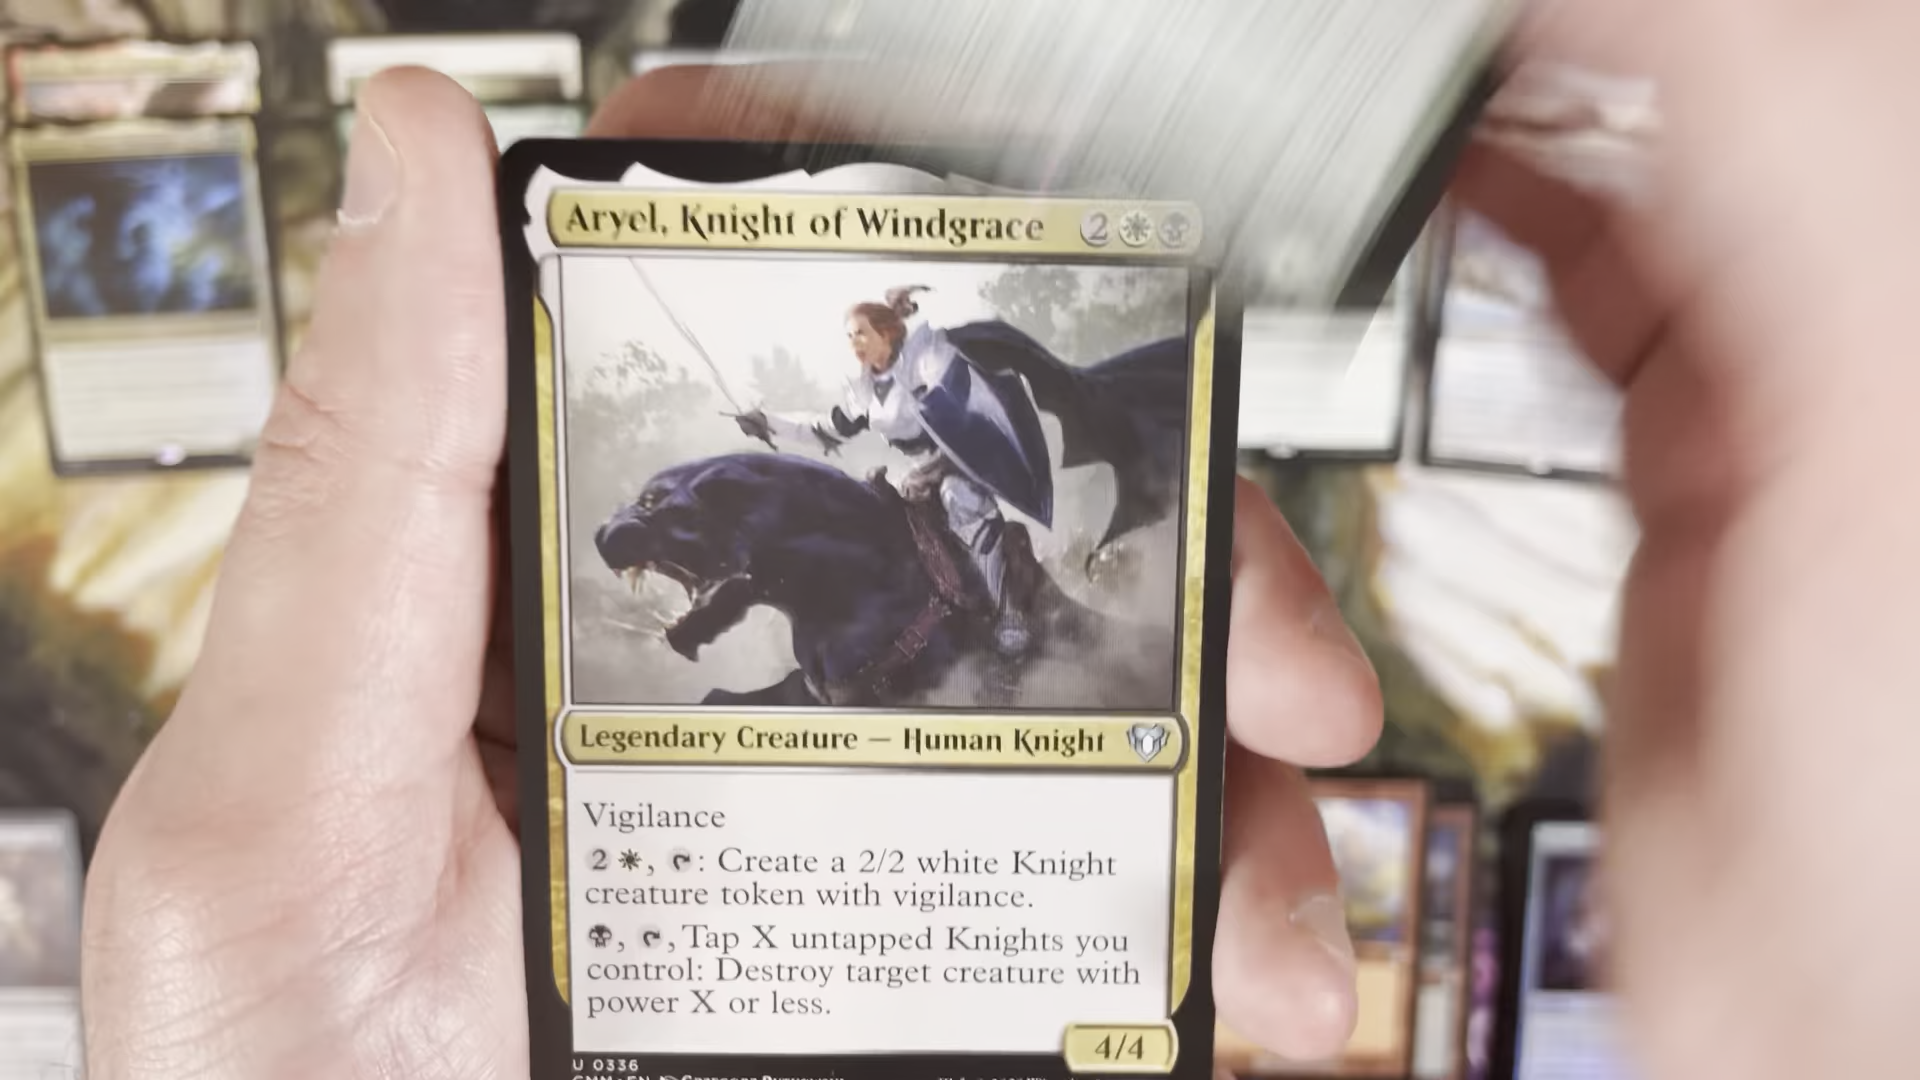 Aryel, Knight of Windgrace 2
Legendary Creature — Human Knight
Vigilance
2 , : Create a 2/2 white Knight
creature token with vigilance.
, , Tap X untapped Knights you
control: Destroy target creature with
power X or less.
4/4
U 0336